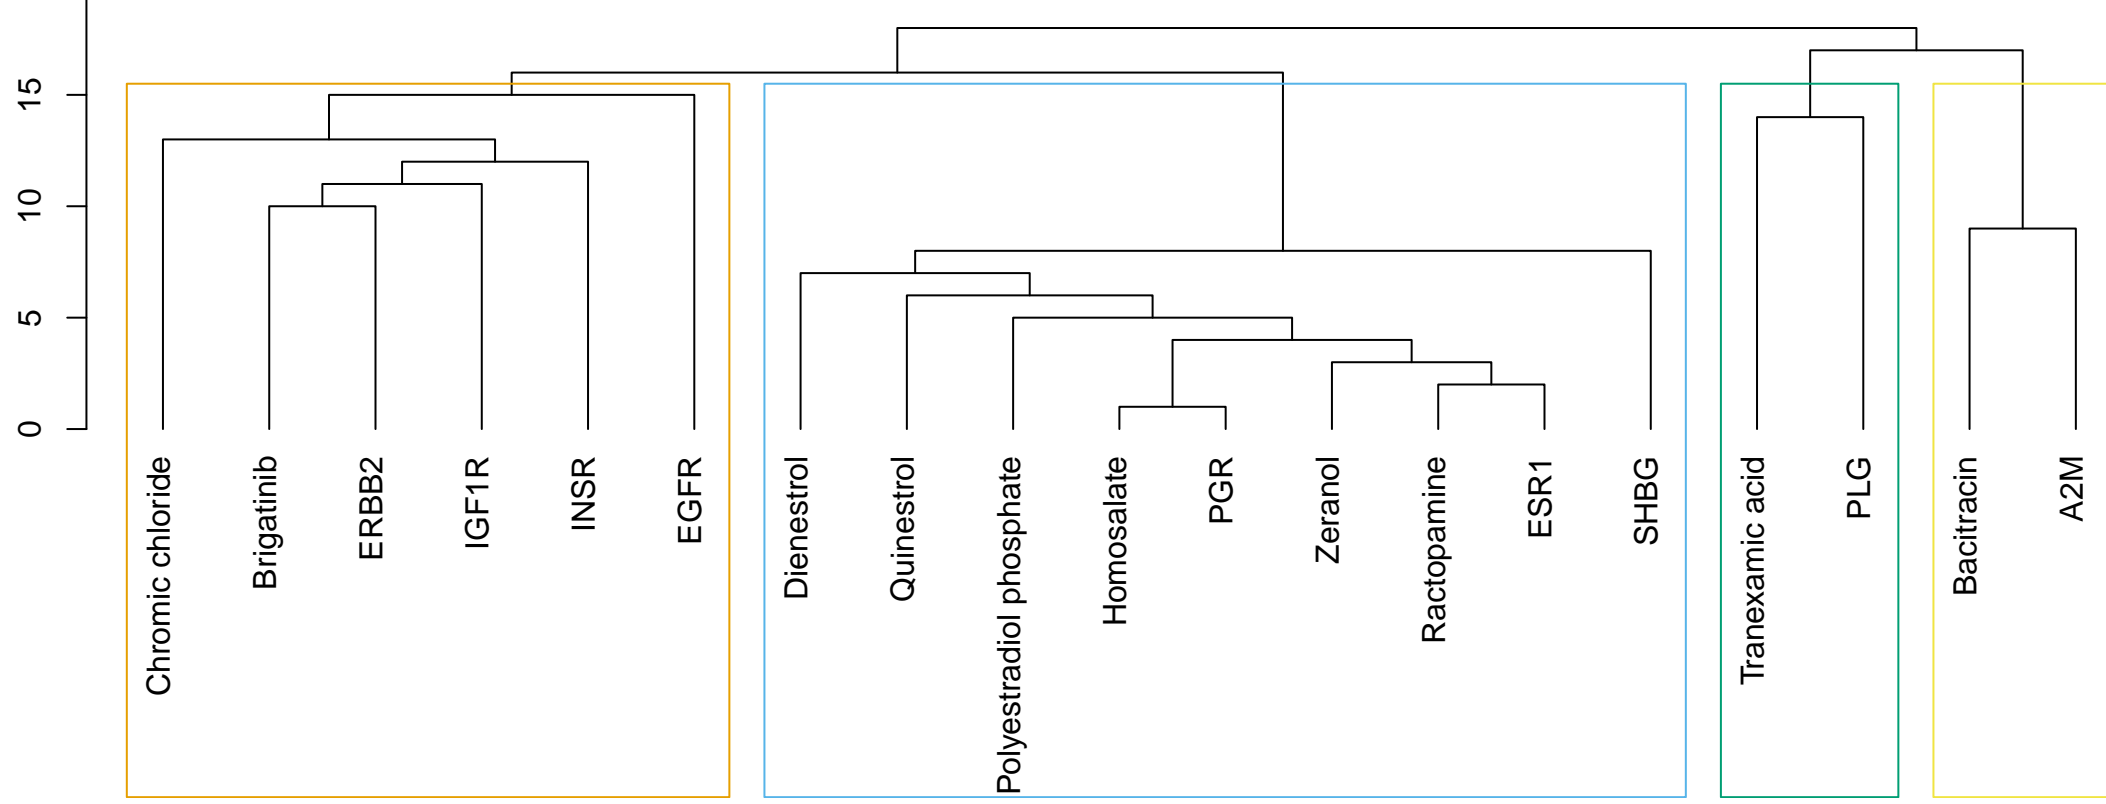 15
10
5
0
Chromic chloride
Brigatinib
ERBB2
IGF1R
INSR
EGFR
Dienestrol
Quinestrol
Polyestradiol phosphate
Homosalate
PGR
Zeranol
Ractopamine
ESR1
SHBG
Tranexamic acid
PLG
Bacitracin
A2M